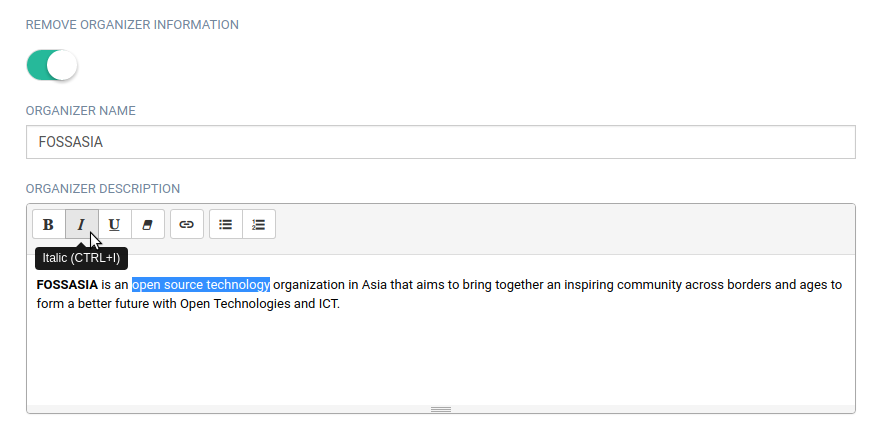 REMOVE ORGANIZER INFORMATION
ORGANIZER NAME
FOSSASIA
ORGANIZER DESCRIPTION
B I U
Italic (CTRL+I)
FOSSASIA is an open source technology organization in Asia that aims to bring together an inspiring community across borders and ages to
form a better future with Open Technologies and ICT.